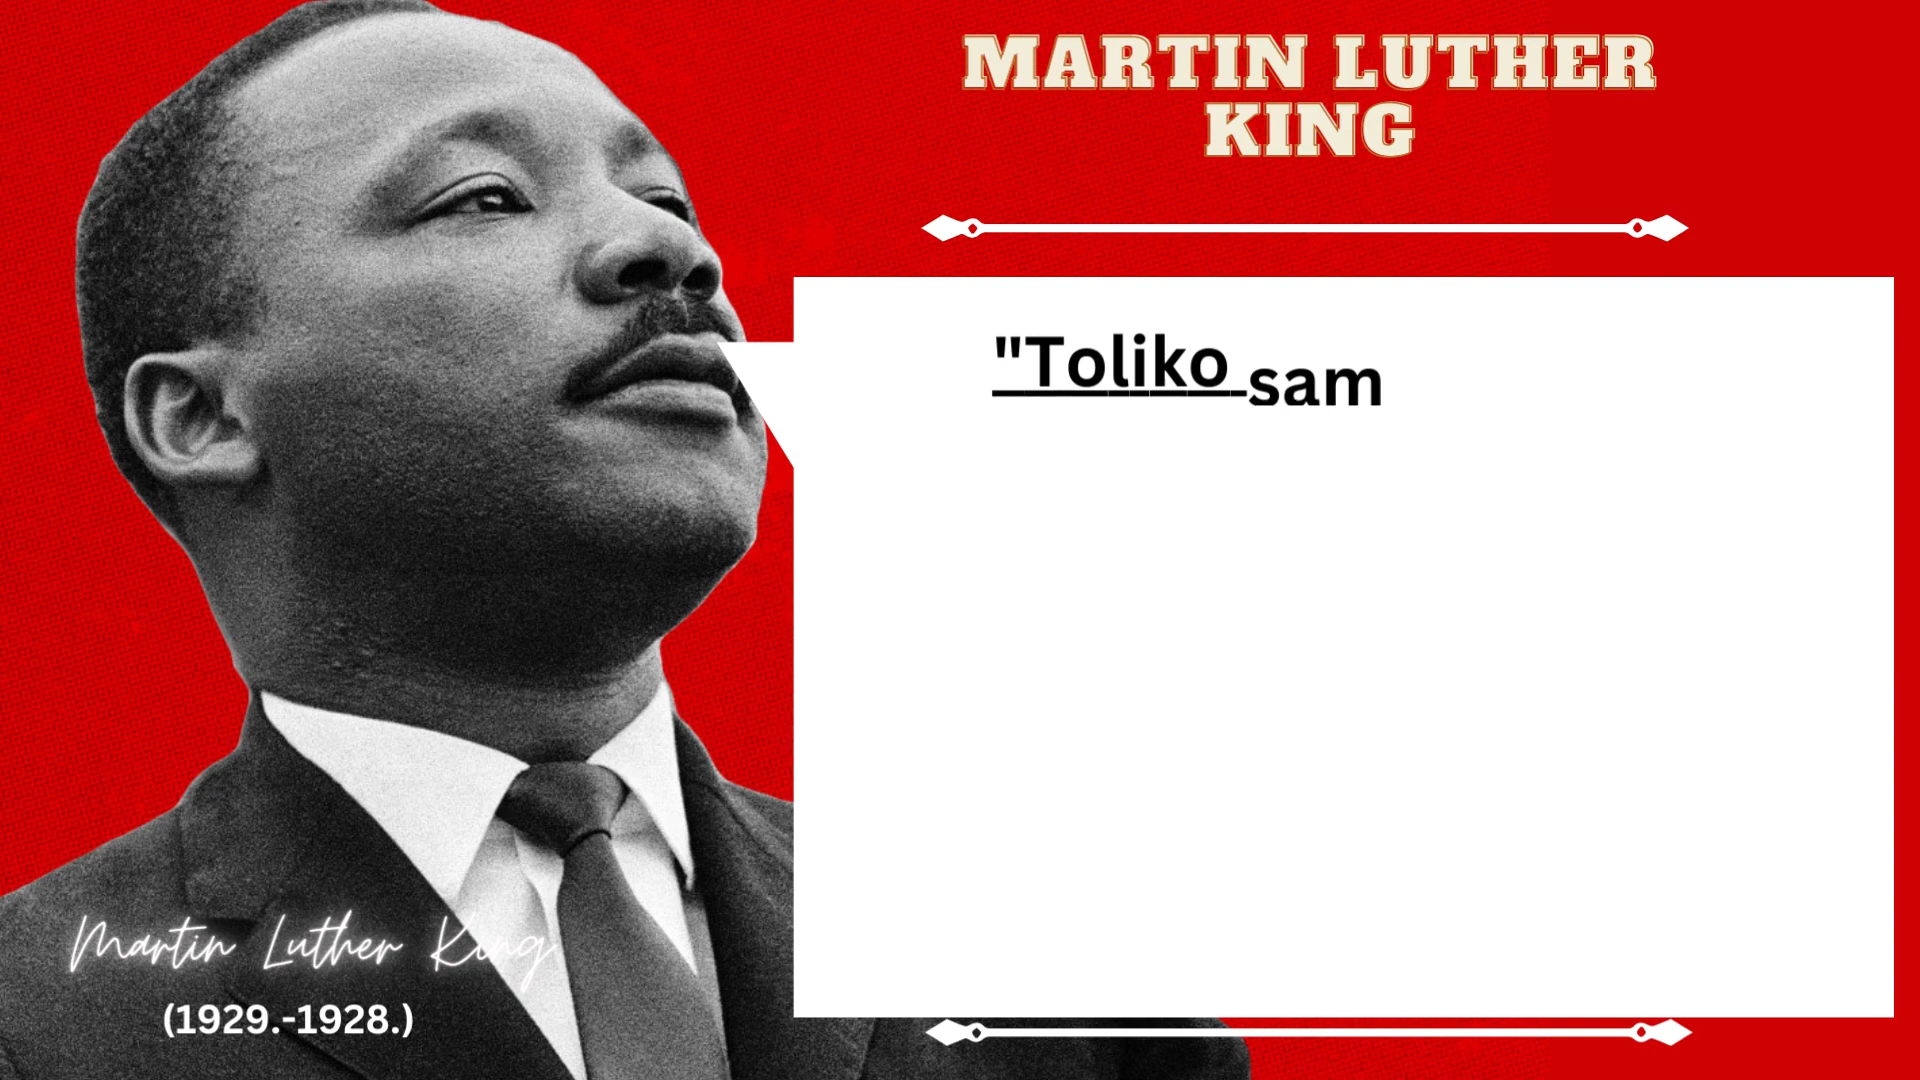 MARTIN LUTHER
KING
"Toliko sam
Martin Luther King
(1929.-1928.)